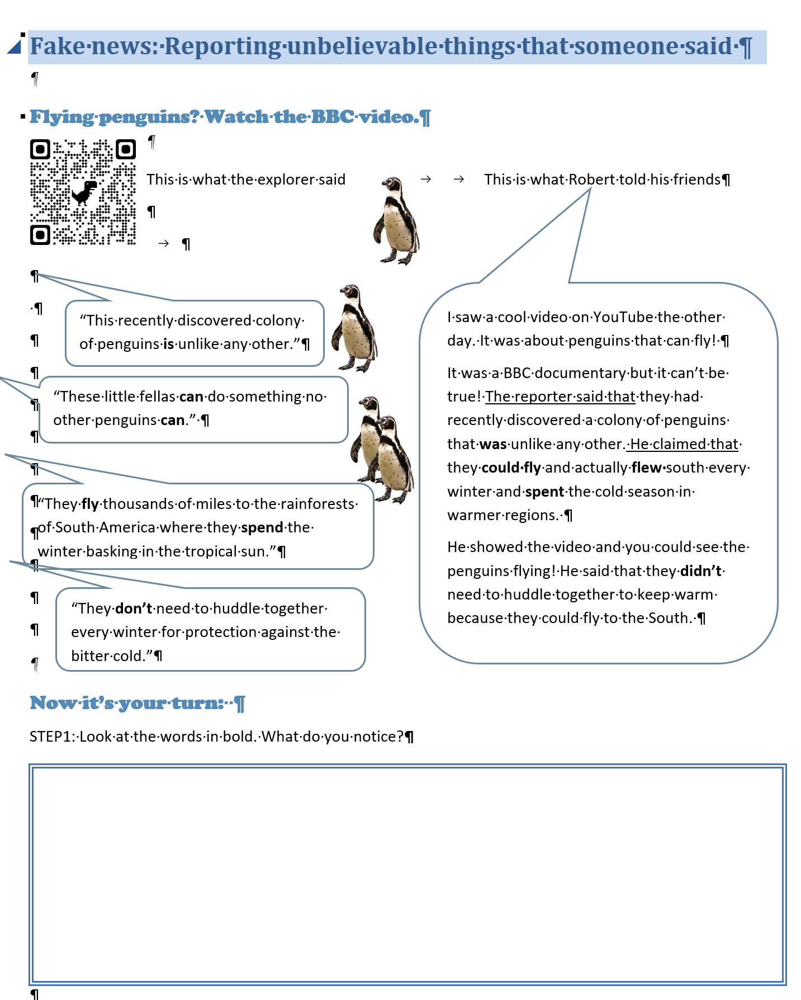 Fake news: Reporting unbelievable things that someone said
Flying penguins? Watch the BBC video.
This is what the explorer said
This is what Robert told his friends
“This recently discovered colony
of penguins is unlike any other.”
“These little fellas can do something no
other penguins can.”
“They fly thousands of miles to the rainforests
of South America where they spend the
winter basking in the tropical sun.”
“They don’t need to huddle together
every winter for protection against the
bitter cold.”
I saw a cool video on YouTube the other
day. It was about penguins that can fly!
It was a BBC documentary but it can’t be
true! The reporter said that they had
recently discovered a colony of penguins
that was unlike any other. He claimed that
they could fly and actually flew south every
winter and spent the cold season in
warmer regions.
He showed the video and you could see the
penguins flying! He said that they didn’t
need to huddle together to keep warm
because they could fly to the South.
Now it’s your turn:
STEP1: Look at the words in bold. What do you notice?